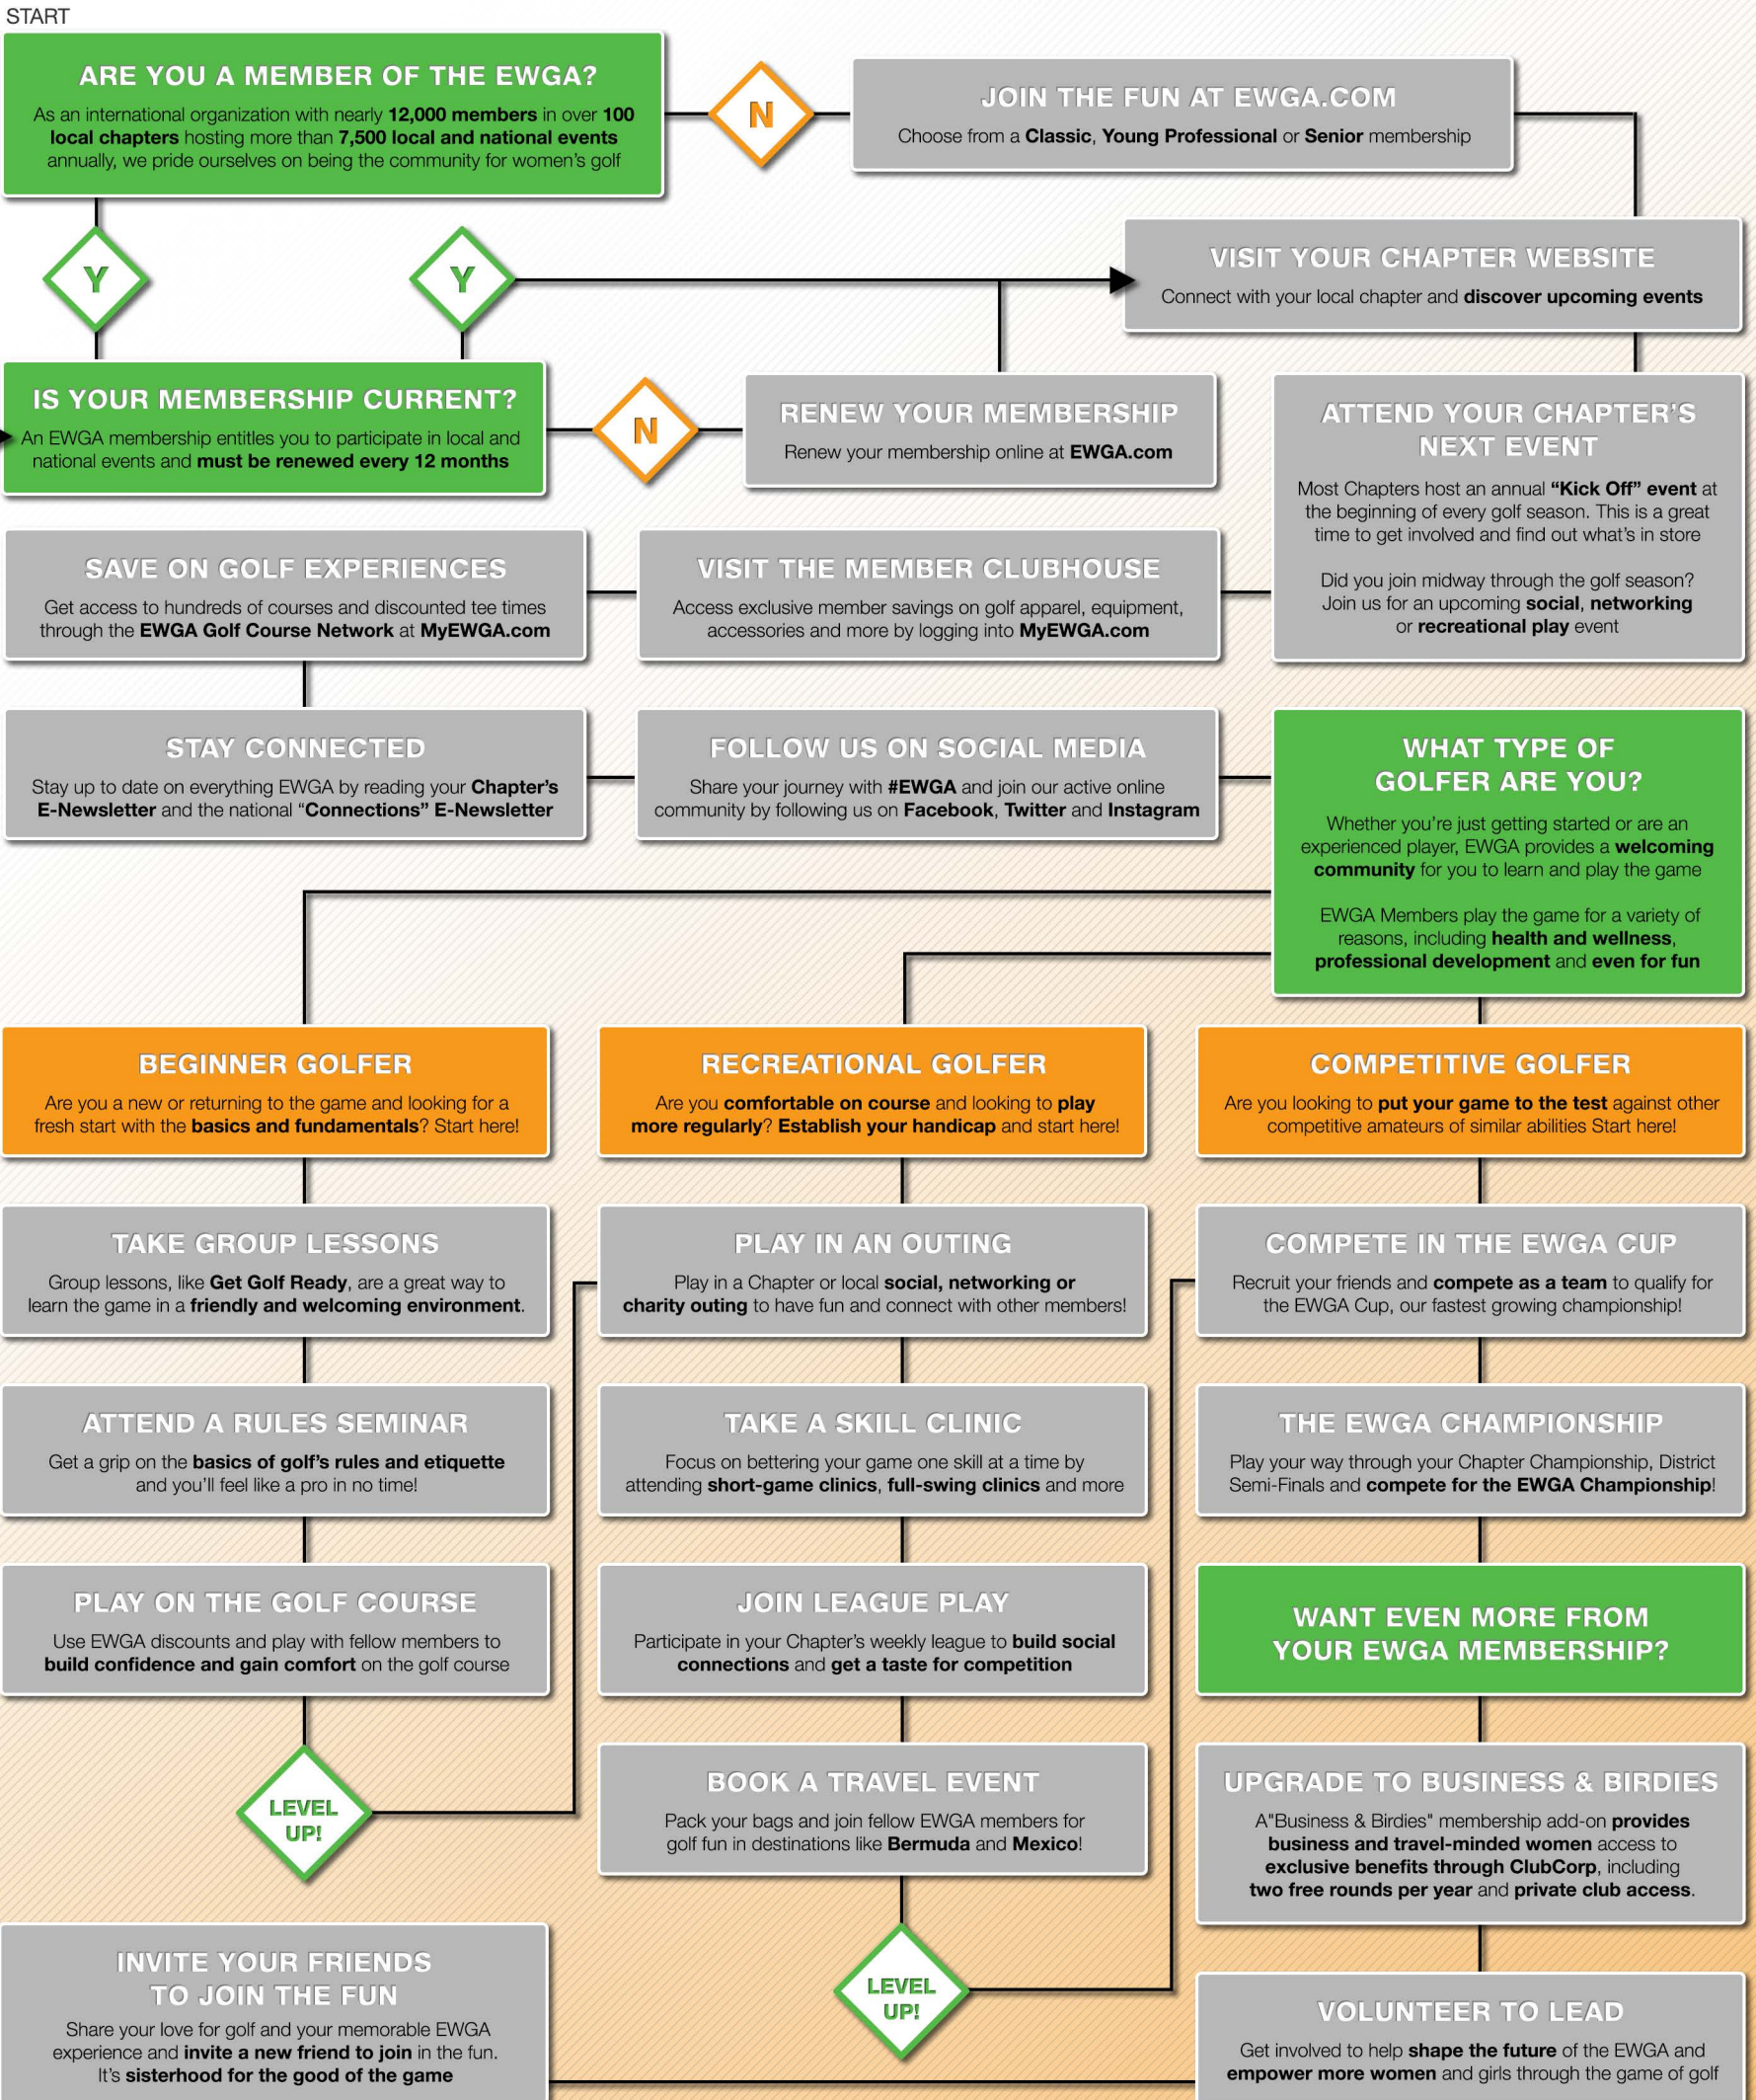 START
ARE YOU A MEMBER OF THE EWGA?
As an international organization with nearly 12,000 members in over 100
local chapters hosting more than 7,500 local and national events
annually, we pride ourselves on being the community for women's golf
N
JOIN THE FUN AT EWGA.COM
Choose from a Classic, Young Professional or Senior membership
Y
Y
VISIT YOUR CHAPTER WEBSITE
Connect with your local chapter and discover upcoming events
IS YOUR MEMBERSHIP CURRENT?
An EWGA membership entitles you to participate in local and
national events and must be renewed every 12 months
N
RENEW YOUR MEMBERSHIP
Renew your membership online at EWGA.com
ATTEND YOUR CHAPTER'S
NEXT EVENT
Most Chapters host an annual “Kick Off” event at
the beginning of every golf season. This is a great
time to get involved and find out what's in store
Did you join midway through the golf season?
Join us for an upcoming social, networking
or recreational play event
SAVE ON GOLF EXPERIENCES
Get access to hundreds of courses and discounted tee times
through the EWGA Golf Course Network at MyEWGA.com
VISIT THE MEMBER CLUBHOUSE
Access exclusive member savings on golf apparel, equipment,
accessories and more by logging into MyEWGA.com
STAY CONNECTED
Stay up to date on everything EWGA by reading your Chapter's
E-Newsletter and the national “Connections” E-Newsletter
FOLLOW US ON SOCIAL MEDIA
Share your journey with #EWGA and join our active online
community by following us on Facebook, Twitter and Instagram
WHAT TYPE OF
GOLFER ARE YOU?
Whether you're just getting started or are an
experienced player, EWGA provides a welcoming
community for you to learn and play the game
EWGA Members play the game for a variety of
reasons, including health and wellness,
professional development and even for fun
BEGINNER GOLFER
Are you a new or returning to the game and looking for a
fresh start with the basics and fundamentals? Start here!
RECREATIONAL GOLFER
Are you comfortable on course and looking to play
more regularly? Establish your handicap and start here!
COMPETITIVE GOLFER
Are you looking to put your game to the test against other
competitive amateurs of similar abilities Start here!
TAKE GROUP LESSONS
Group lessons, like Get Golf Ready, are a great way to
learn the game in a friendly and welcoming environment.
PLAY IN AN OUTING
Play in a Chapter or local social, networking or
charity outing to have fun and connect with other members!
COMPETE IN THE EWGA CUP
Recruit your friends and compete as a team to qualify for
the EWGA Cup, our fastest growing championship!
ATTEND A RULES SEMINAR
Get a grip on the basics of golf's rules and etiquette
and you'll feel like a pro in no time!
TAKE A SKILL CLINIC
Focus on bettering your game one skill at a time by
attending short-game clinics, full-swing clinics and more
THE EWGA CHAMPIONSHIP
Play your way through your Chapter Championship, District
Semi-Finals and compete for the EWGA Championship!
PLAY ON THE GOLF COURSE
Use EWGA discounts and play with fellow members to
build confidence and gain comfort on the golf course
JOIN LEAGUE PLAY
Participate in your Chapter's weekly league to build social
connections and get a taste for competition
WANT EVEN MORE FROM
YOUR EWGA MEMBERSHIP?
LEVEL
UP!
BOOK A TRAVEL EVENT
Pack your bags and join fellow EWGA members for
golf fun in destinations like Bermuda and Mexico!
UPGRADE TO BUSINESS & BIRDIES
A"Business & Birdies" membership add-on provides
business and travel-minded women access to
exclusive benefits through ClubCorp, including
two free rounds per year and private club access.
INVITE YOUR FRIENDS
TO JOIN THE FUN
Share your love for golf and your memorable EWGA
experience and invite a new friend to join in the fun.
It's sisterhood for the good of the game
LEVEL
UP!
VOLUNTEER TO LEAD
Get involved to help shape the future of the EWGA and
empower more women and girls through the game of golf